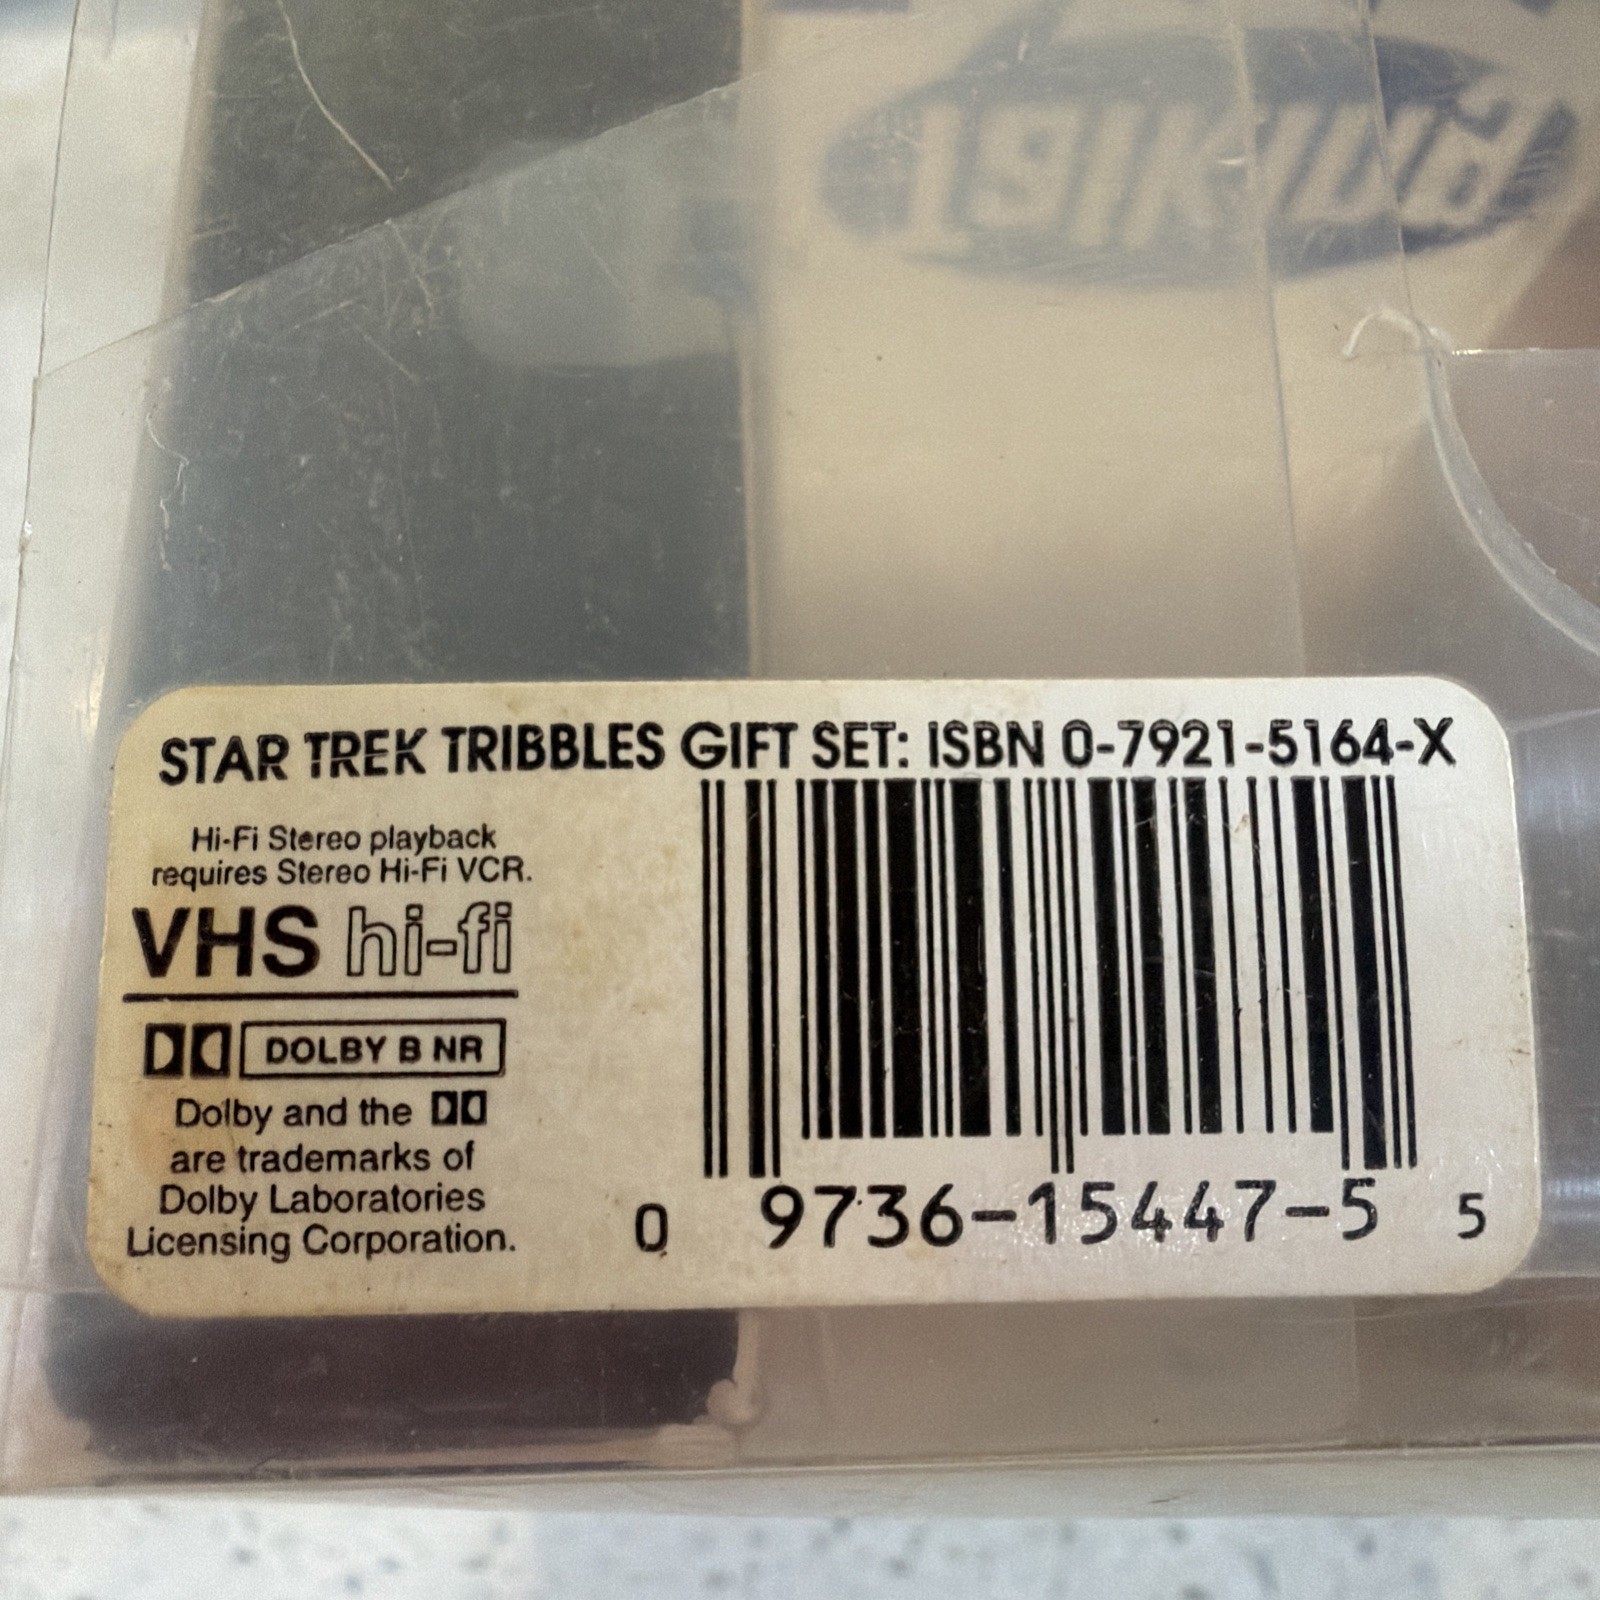 STAR TREK TRIBBLES GIFT SET: ISBN 0-7921-5164-X
Hi-Fi Stereo playback
requires Stereo Hi-Fi VCR.
VHS hi-fi
DOLBY B NR
Dolby and the
are trademarks of
Dolby Laboratories
Licensing Corporation.
0 9736-15447-5 5